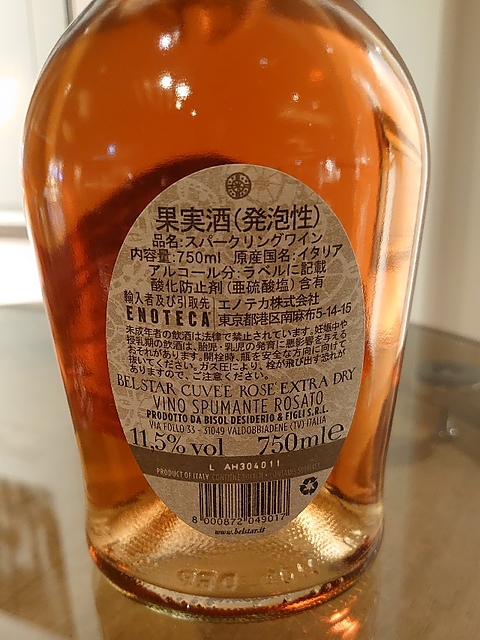 果実酒(発泡性)
品名:スパークリングワイン
内容量:750ml 原産国名:イタリア
アルコール分:ラベルに記載
酸化防止剤(亜硫酸塩)含有
輸入者及び引取先 エノテカ株式会社
ENOTECA 東京都港区南麻布5-14-15
未成年者の飲酒は法律で禁止されています。妊娠中や
授乳期の飲酒は、胎児・乳児の発育に悪影響を与える
おそれがあります。開栓時、瓶を安全な方向に向けて
抜いてください。ガス圧により、栓が飛び出す恐れが
ありますので、ご注意ください。
BELSTAR CUVÉE ROSÉ EXTRA DRY
VINO SPUMANTE ROSATO
PRODOTTO DA BISOL DESIDERIO & FIGLI S.R.L.
VIA FOLLO 33 - 31049 VALDOBBIADENE (TV) ITALIA
11,5% vol 750ml e
L AH304011
PRODUCT OF ITALY
8 000872 049017
www.belstar.it